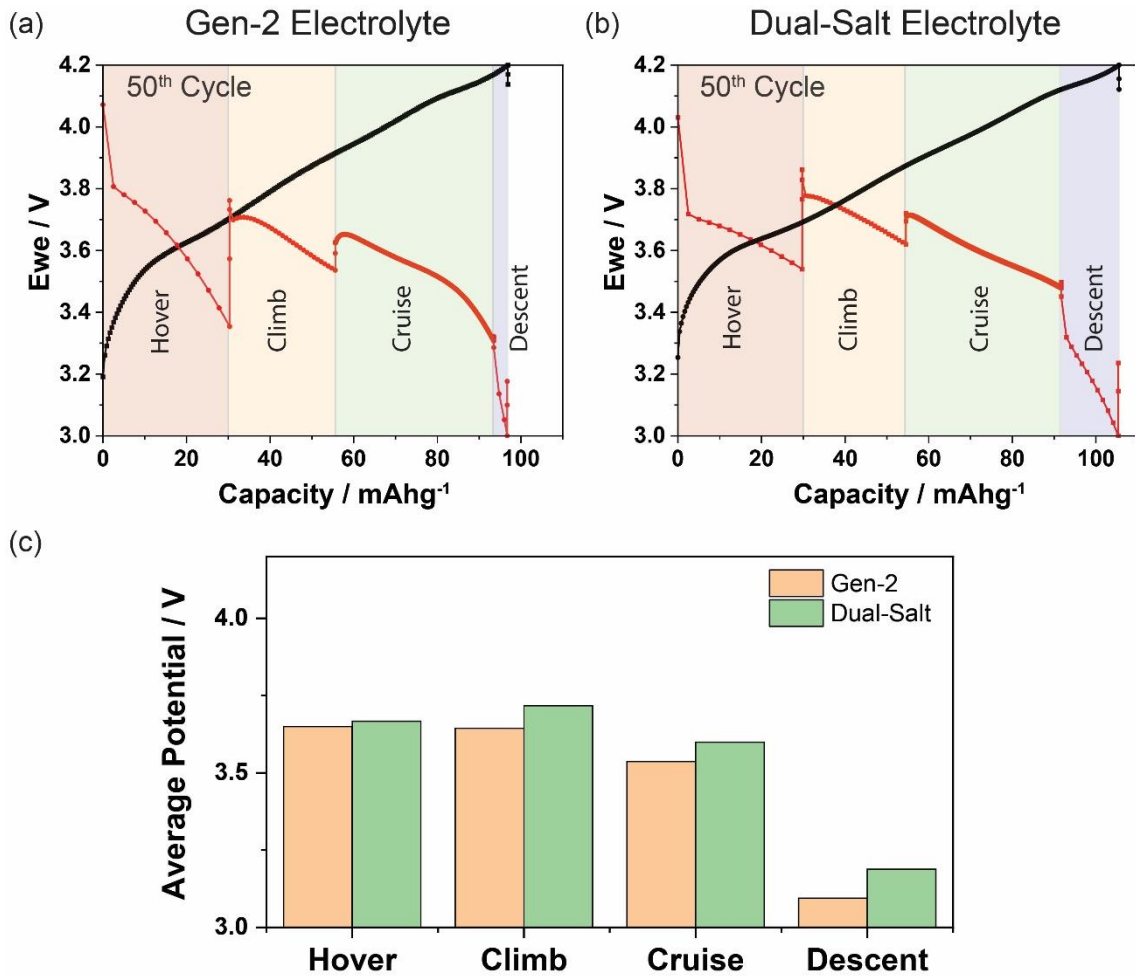 (a) Gen-2 Electrolyte
50th Cycle
4.2
4.0
3.8
3.6
3.4
3.2
3.0
Ewe / V
Hover
Climb
Cruise
Descent
0 20 40 60 80 100
Capacity / mAhg-1
(b) Dual-Salt Electrolyte
50th Cycle
4.2
4.0
3.8
3.6
3.4
3.2
3.0
Ewe / V
Hover
Climb
Cruise
Descent
0 20 40 60 80 100
Capacity / mAhg-1
(c)
Gen-2
Dual-Salt
4.0
3.5
3.0
Average Potential / V
Hover Climb Cruise Descent